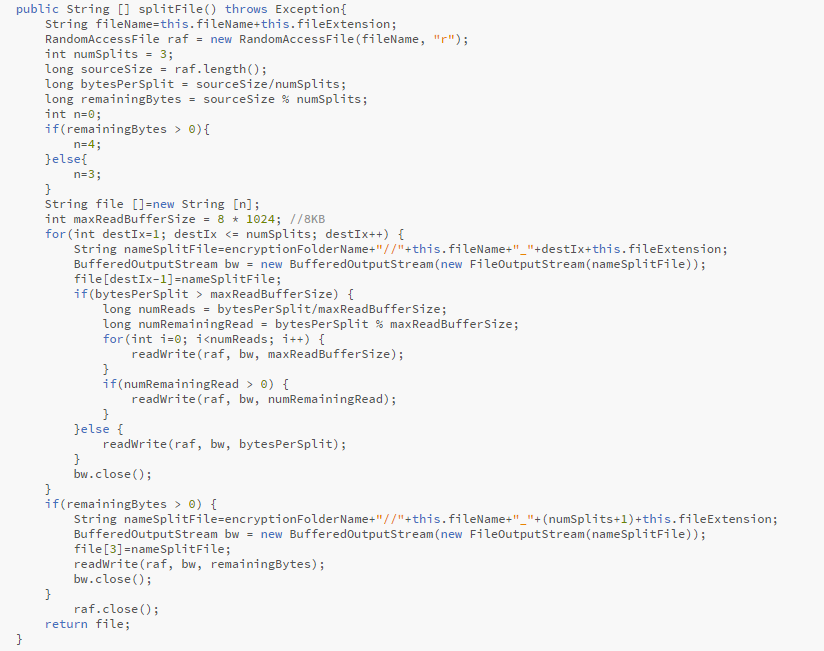 public String [] splitFile() throws Exception{
    String fileName=this.fileName+this.fileExtension;
    RandomAccessFile raf = new RandomAccessFile(fileName, "r");
    int numSplits = 3;
    long sourceSize = raf.length();
    long bytesPerSplit = sourceSize/numSplits;
    long remainingBytes = sourceSize % numSplits;
    int n=0;
    if(remainingBytes > 0){
        n=4;
    }else{
        n=3;
    }
    String file []=new String [n];
    int maxReadBufferSize = 8 * 1024; //8KB
    for(int destIx=1; destIx <= numSplits; destIx++) {
        String nameSplitFile=encryptionFolderName+"//"+this.fileName+"_"+destIx+this.fileExtension;
        BufferedOutputStream bw = new BufferedOutputStream(new FileOutputStream(nameSplitFile));
        file[destIx-1]=nameSplitFile;
        if(bytesPerSplit > maxReadBufferSize) {
            long numReads = bytesPerSplit/maxReadBufferSize;
            long numRemainingRead = bytesPerSplit % maxReadBufferSize;
            for(int i=0; i<numReads; i++) {
                readWrite(raf, bw, maxReadBufferSize);
            }
            if(numRemainingRead > 0) {
                readWrite(raf, bw, numRemainingRead);
            }
        }else {
            readWrite(raf, bw, bytesPerSplit);
        }
        bw.close();
    }
    if(remainingBytes > 0) {
        String nameSplitFile=encryptionFolderName+"//"+this.fileName+"_"+(numSplits+1)+this.fileExtension;
        BufferedOutputStream bw = new BufferedOutputStream(new FileOutputStream(nameSplitFile));
        file[3]=nameSplitFile;
        readWrite(raf, bw, remainingBytes);
        bw.close();
    }
        raf.close();
    return file;
}